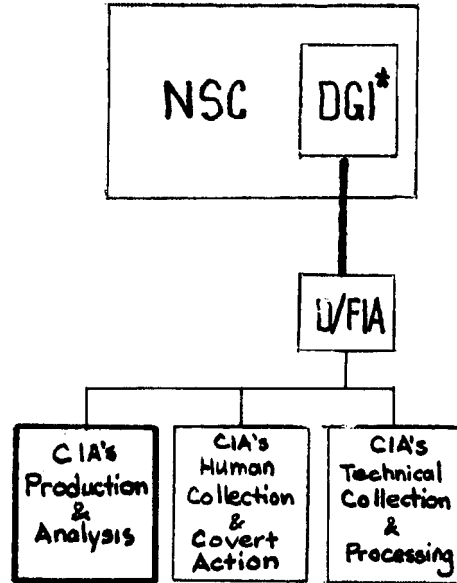 NSC
DGI*
D/FIA
CIA's
Production
&
Analysis
CIA's
Human
Collection
&
Covert
Action
CIA's
Technical
Collection
&
Processing